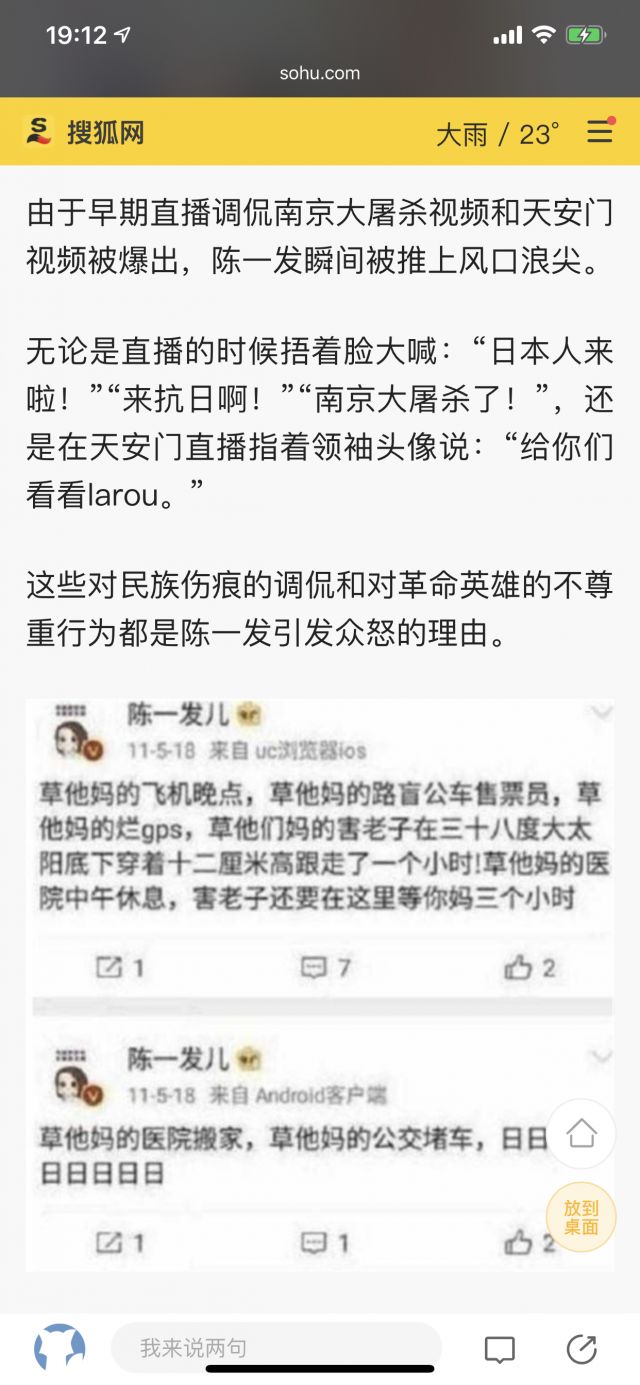 19:12
sohu.com
搜狐网
大雨 / 23°
由于早期直播调侃南京大屠杀视频和天安门
视频被爆出，陈一发瞬间被推上风口浪尖。
无论是直播的时候捂着脸大喊：“日本人来
啦！”“来抗日啊！”“南京大屠杀了！”，还
是在天安门直播指着领袖头像说：“给你们
看看larou。”
这些对民族伤痕的调侃和对革命英雄的不尊
重行为都是陈一发引发众怒的理由。
陈一发儿
11-5-18 来自 uc浏览器ios
草他妈的飞机晚点，草他妈的路盲公车售票员，草
他妈的烂gps，草他们妈的害老子在三十八度大太
阳底下穿着十二厘米高跟走了一个小时!草他妈的医
院中午休息，害老子还要在这里等你妈三个小时
1
7
2
陈一发儿
11-5-18 来自 Android客户端
草他妈的医院搬家，草他妈的公交堵车，日日
日日日日日
1
1
2
放到
桌面
我来说两句